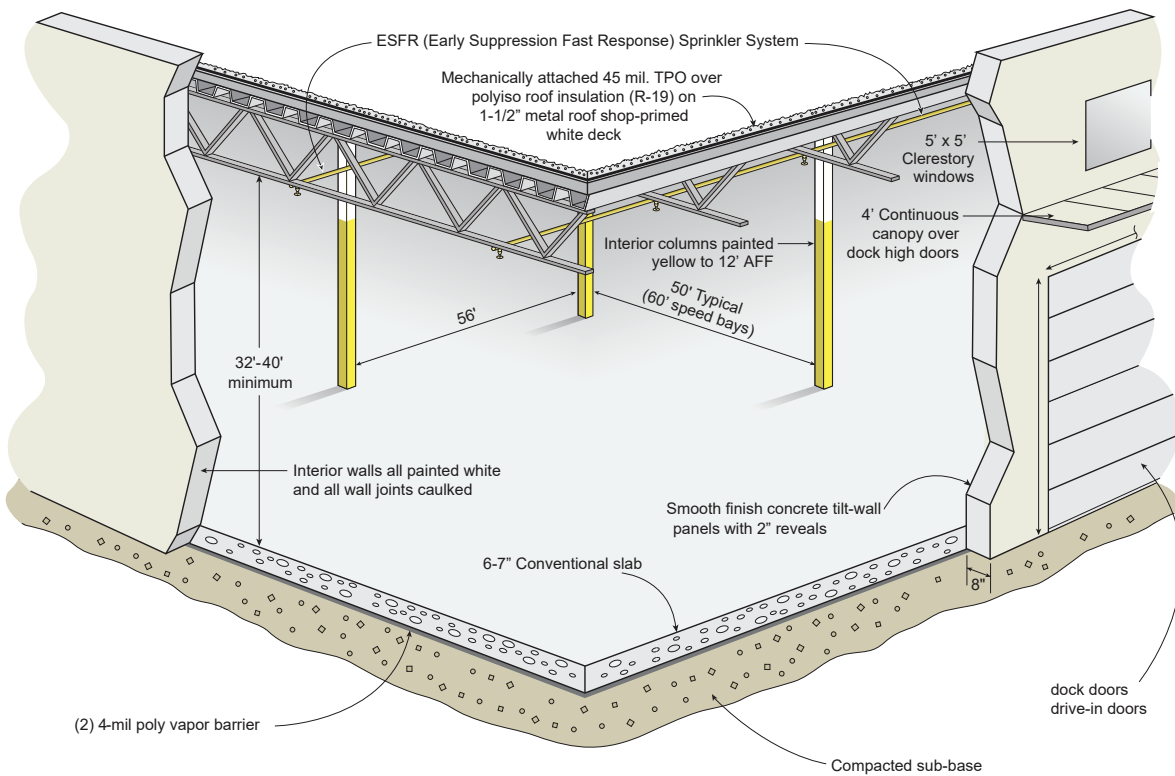 ESFR (Early Suppression Fast Response) Sprinkler System
Mechanically attached 45 mil. TPO over
polyiso roof insulation (R-19) on
1-1/2” metal roof shop-primed
white deck
5’ x 5’
Clerestory
windows
4’ Continuous
canopy over
dock high doors
Interior columns painted
yellow to 12’ AFF
56'
50' Typical
(60’ speed bays)
32'-40'
minimum
Interior walls all painted white
and all wall joints caulked
Smooth finish concrete tilt-wall
panels with 2” reveals
6-7” Conventional slab
8"
dock doors
drive-in doors
(2) 4-mil poly vapor barrier
Compacted sub-base